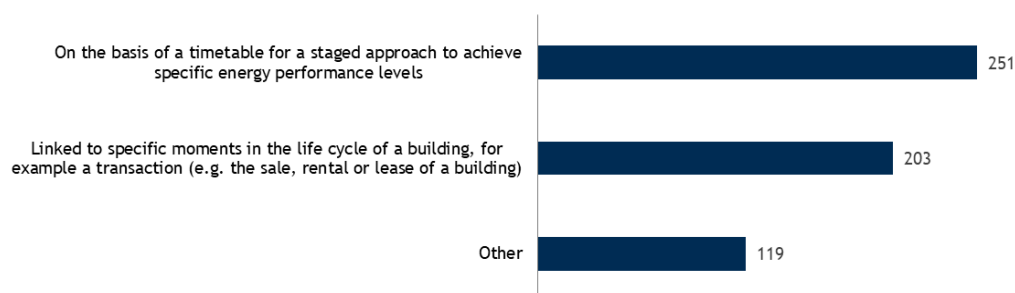 On the basis of a timetable for a staged approach to achieve
specific energy performance levels
251
Linked to specific moments in the life cycle of a building, for
example a transaction (e.g. the sale, rental or lease of a building)
203
Other
119